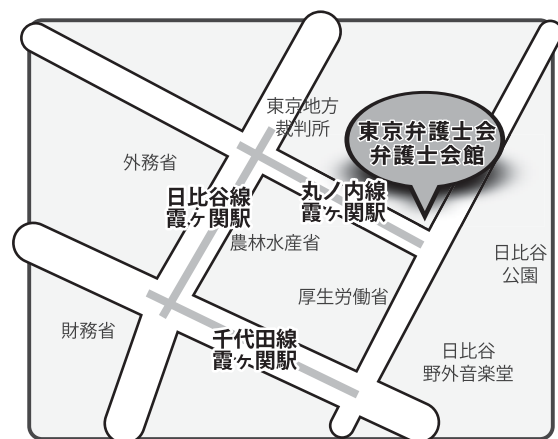 東京地方
裁判所
東京弁護士会
弁護士会館
外務省
日比谷線
霞ヶ関駅
丸ノ内線
霞ヶ関駅
農林水産省
日比谷
公園
厚生労働省
財務省
千代田線
霞ヶ関駅
日比谷
野外音楽堂